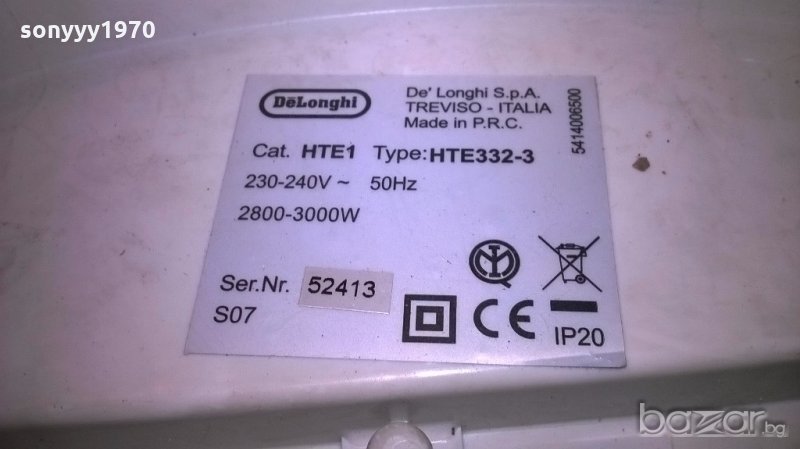 sonyyy1970
DēLonghi
De' Longhi S.p.A.
TREVISO - ITALIA
Made in P.R.C.
5414006500
Cat. HTE1 Type:HTE332-3
230-240V ~ 50Hz
2800-3000W
Ser.Nr. 52413
S07
CE
IP20
bazar.bg